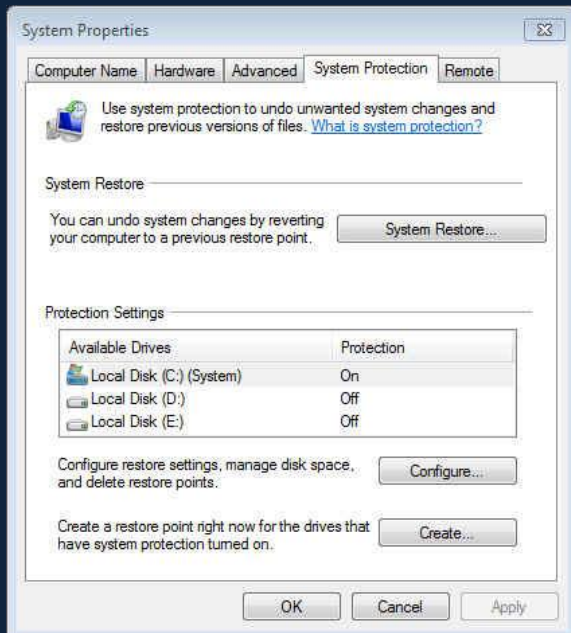 System Properties
Computer Name Hardware Advanced System Protection Remote
Use system protection to undo unwanted system changes and
restore previous versions of files. What is system protection?
System Restore
You can undo system changes by reverting
your computer to a previous restore point.
System Restore...
Protection Settings
Available Drives Protection
Local Disk (C:) (System) On
Local Disk (D:) Off
Local Disk (E:) Off
Configure restore settings, manage disk space,
and delete restore points.
Configure...
Create a restore point right now for the drives that
have system protection turned on.
Create...
OK Cancel Apply